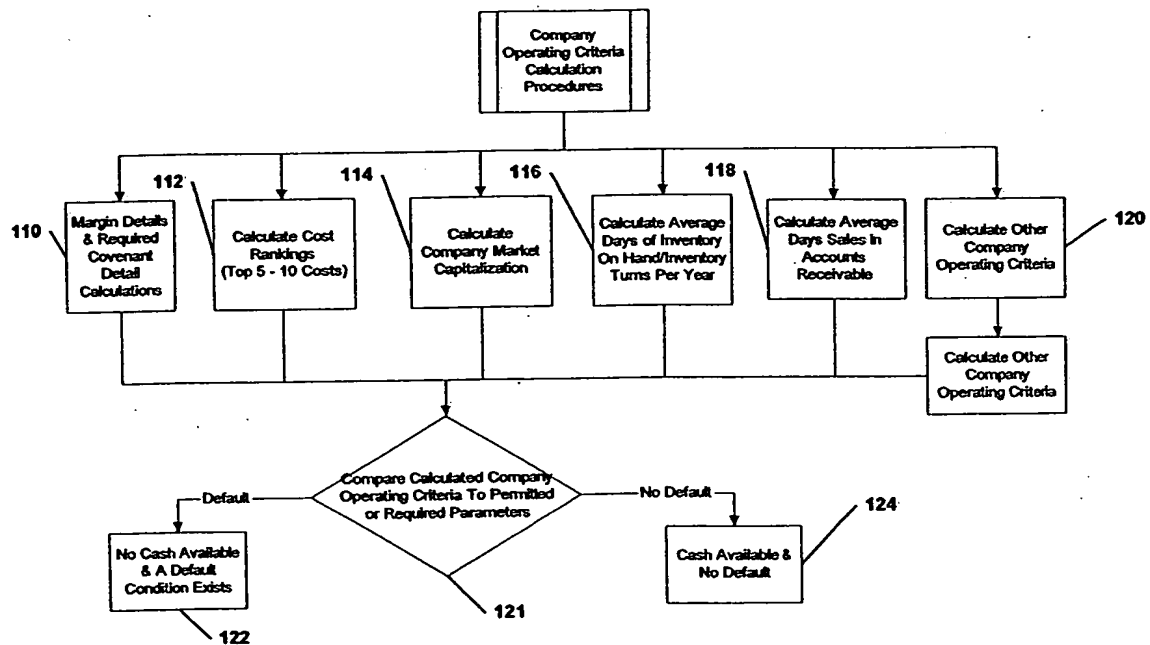 Company
Operating Criteria
Calculation
Procedures
110
Margin Details
& Required
Covenant
Detail
Calculations
112
Calculate Cost
Rankings
(Top 5 - 10 Costs)
114
Calculate
Company Market
Capitalization
116
Calculate Average
Days of Inventory
On Hand/Inventory
Turns Per Year
118
Calculate Average
Days Sales In
Accounts
Receivable
120
Calculate Other
Company
Operating Criteria
Calculate Other
Company
Operating Criteria
Compare Calculated Company
Operating Criteria To Permitted
or Required Parameters
121
Default
No Default
No Cash Available
& A Default
Condition Exists
122
Cash Available &
No Default
124